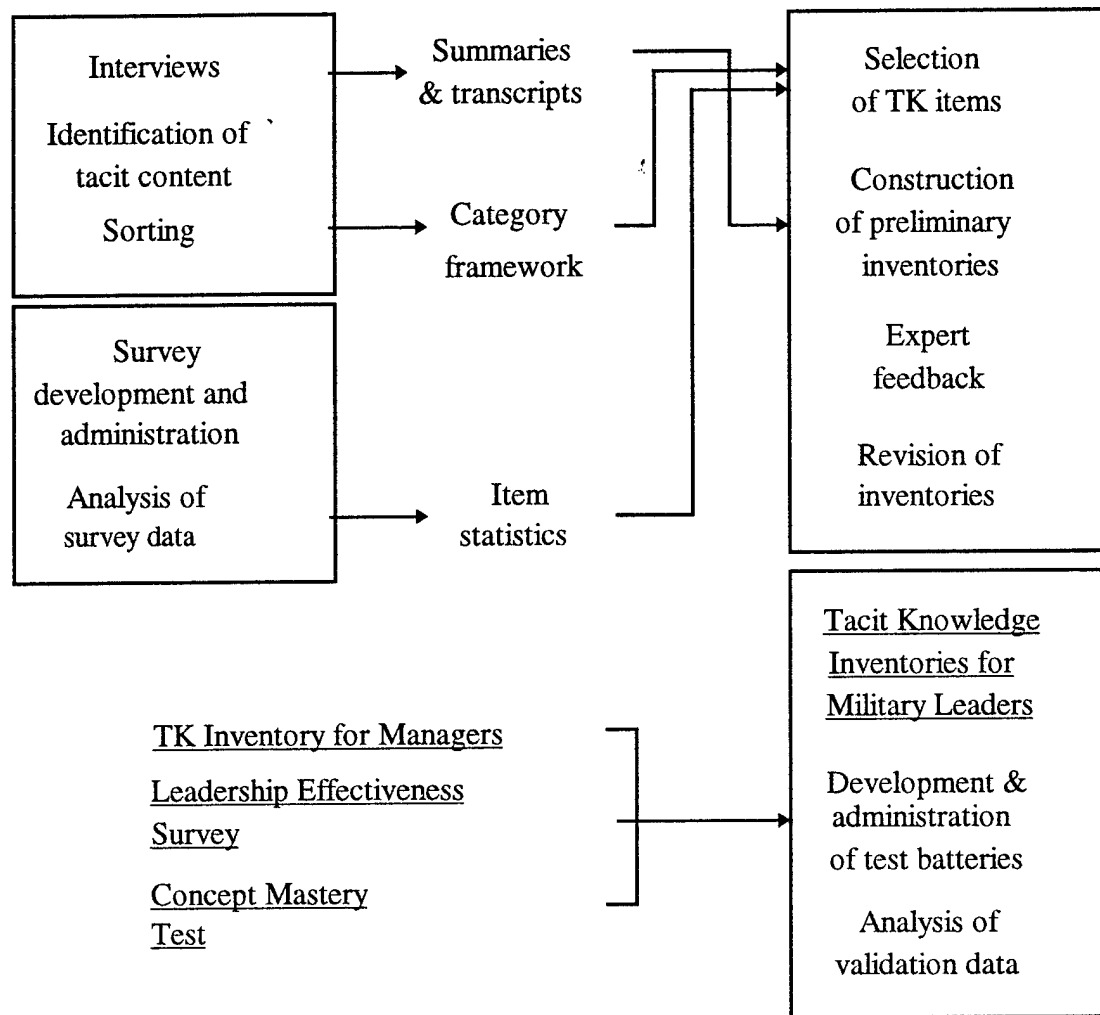 Interviews
Identification of
tacit content
Sorting
Summaries
& transcripts
Category
framework
Survey
development and
administration
Analysis of
survey data
Item
statistics
Selection
of TK items
Construction
of preliminary
inventories
Expert
feedback
Revision of
inventories
TK Inventory for Managers
Leadership Effectiveness
Survey
Concept Mastery
Test
Tacit Knowledge
Inventories for
Military Leaders
Development &
administration
of test batteries
Analysis of
validation data